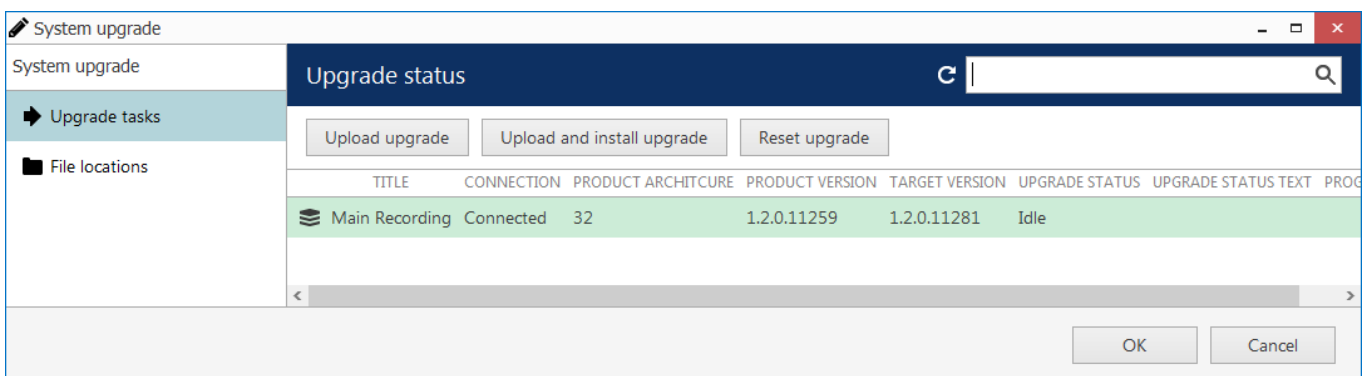 System upgrade
System upgrade
Upgrade tasks
File locations
Upgrade status
Upload upgrade Upload and install upgrade Reset upgrade
TITLE CONNECTION PRODUCT ARCHITCURE PRODUCT VERSION TARGET VERSION UPGRADE STATUS UPGRADE STATUS TEXT PROG
Main Recording Connected 32 1.2.0.11259 1.2.0.11281 Idle
OK Cancel